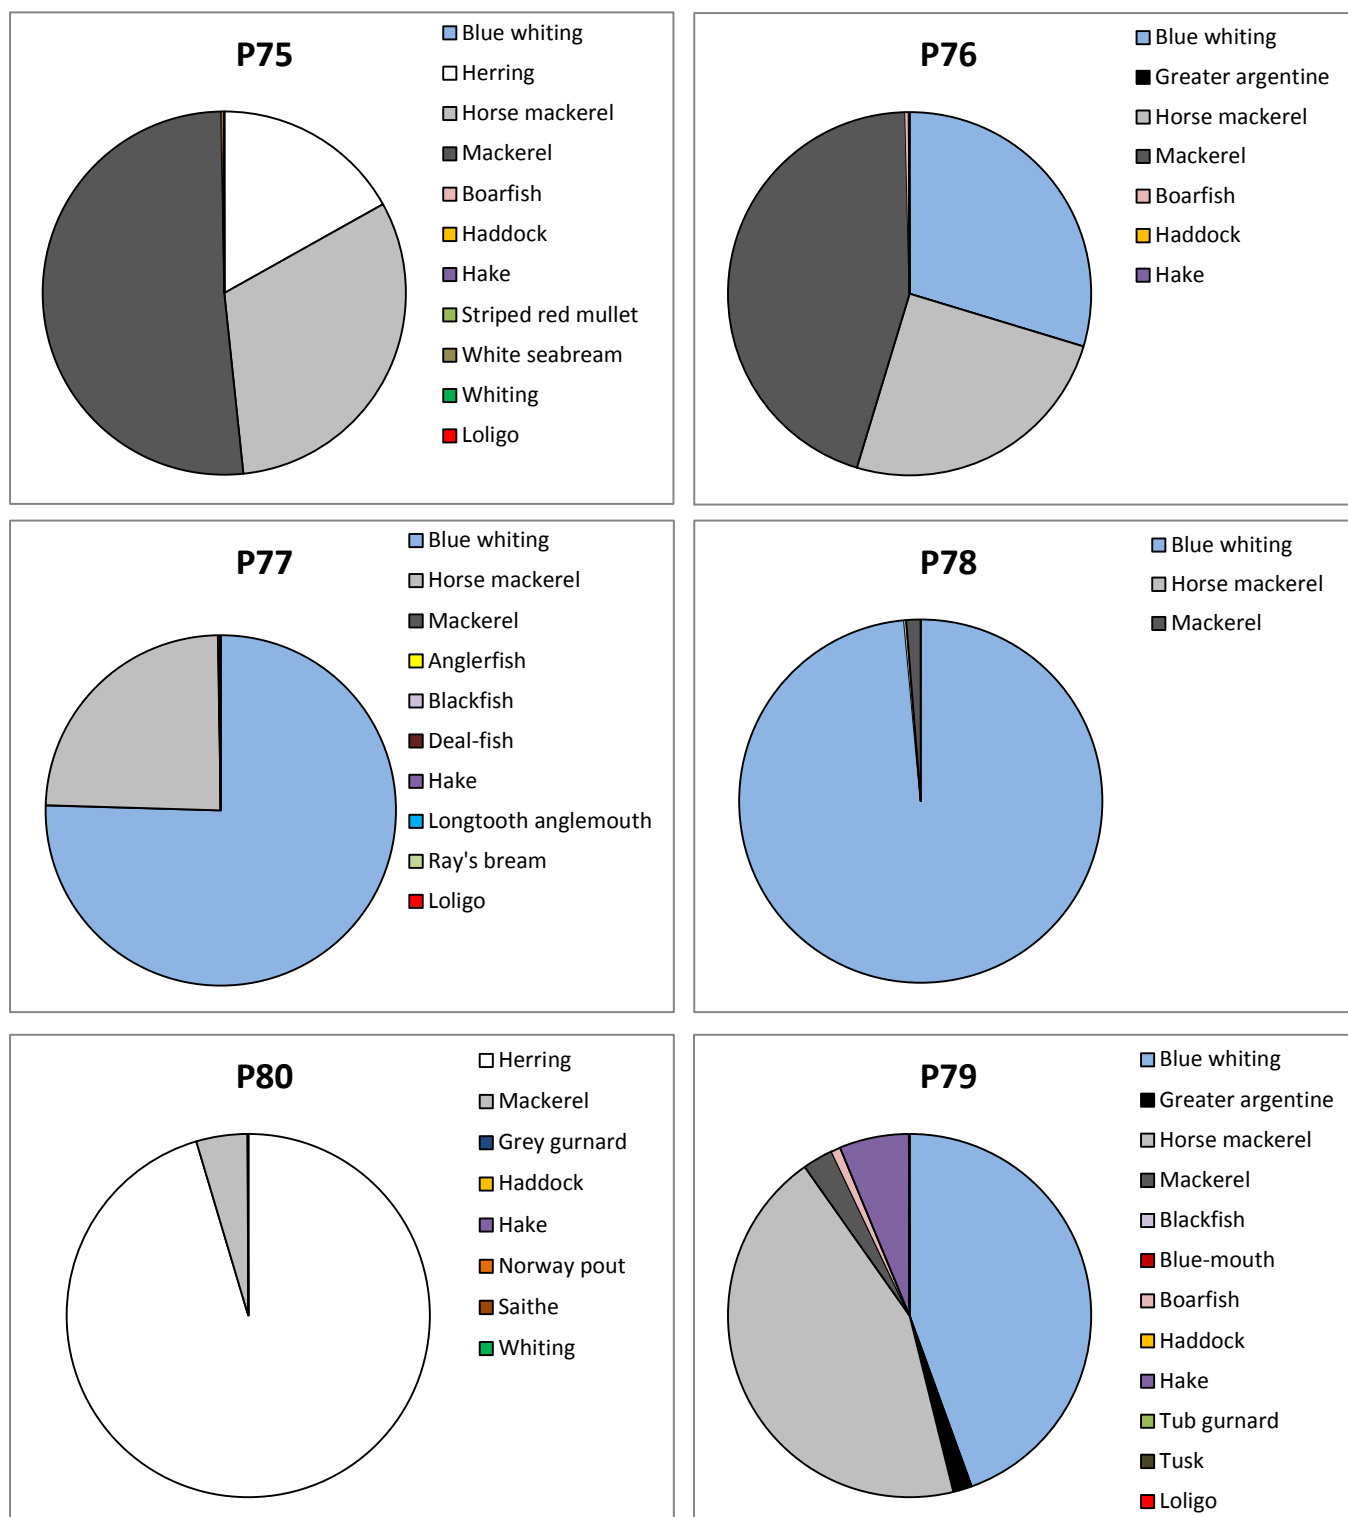 P75
Blue whiting
Herring
Horse mackerel
Mackerel
Boarfish
Haddock
Hake
Striped red mullet
White seabream
Whiting
Loligo
P76
Blue whiting
Greater argentine
Horse mackerel
Mackerel
Boarfish
Haddock
Hake
P77
Blue whiting
Horse mackerel
Mackerel
Anglerfish
Blackfish
Deal-fish
Hake
Longtooth anglemouth
Ray's bream
Loligo
P78
Blue whiting
Horse mackerel
Mackerel
P80
Herring
Mackerel
Grey gurnard
Haddock
Hake
Norway pout
Saithe
Whiting
P79
Blue whiting
Greater argentine
Horse mackerel
Mackerel
Blackfish
Blue-mouth
Boarfish
Haddock
Hake
Tub gurnard
Tusk
Loligo